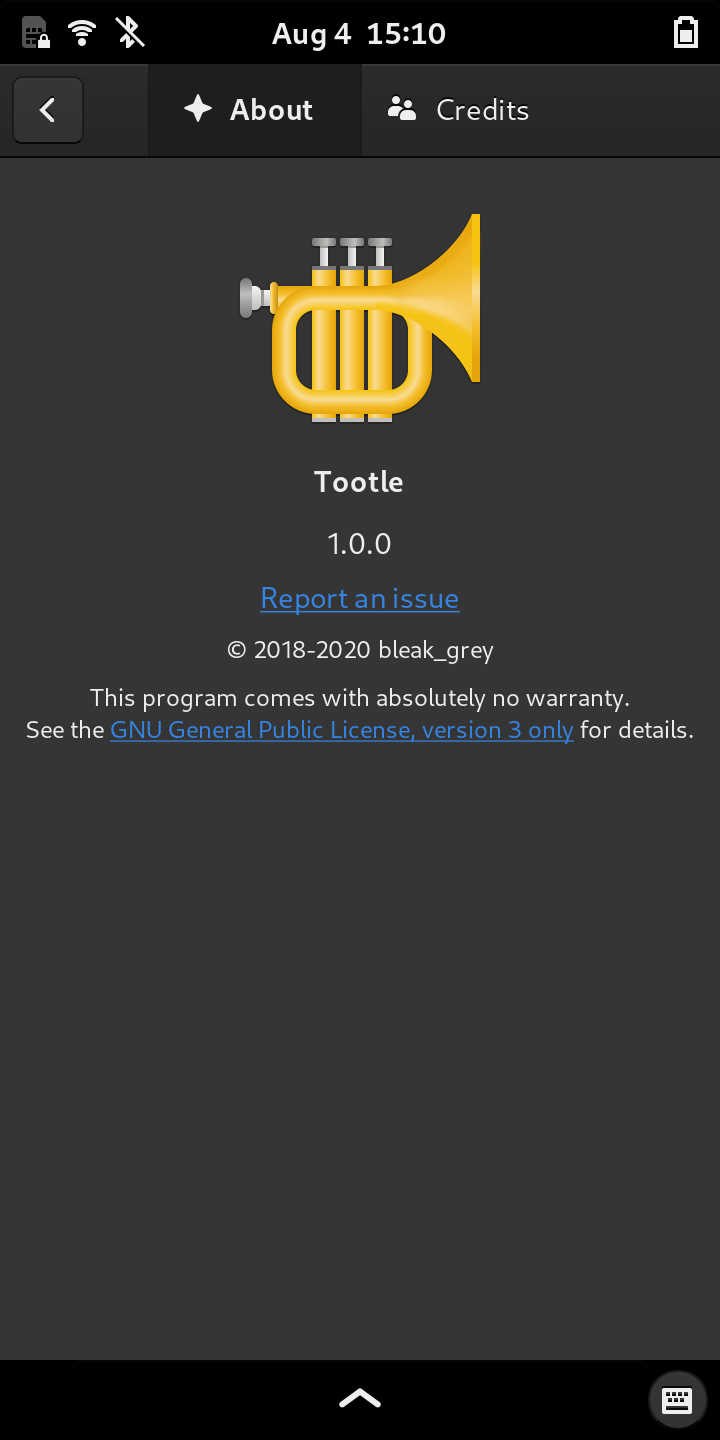 Aug 4 15:10
About
Credits
Tootle
1.0.0
Report an issue
© 2018-2020 bleak_grey
This program comes with absolutely no warranty.
See the GNU General Public License, version 3 only for details.